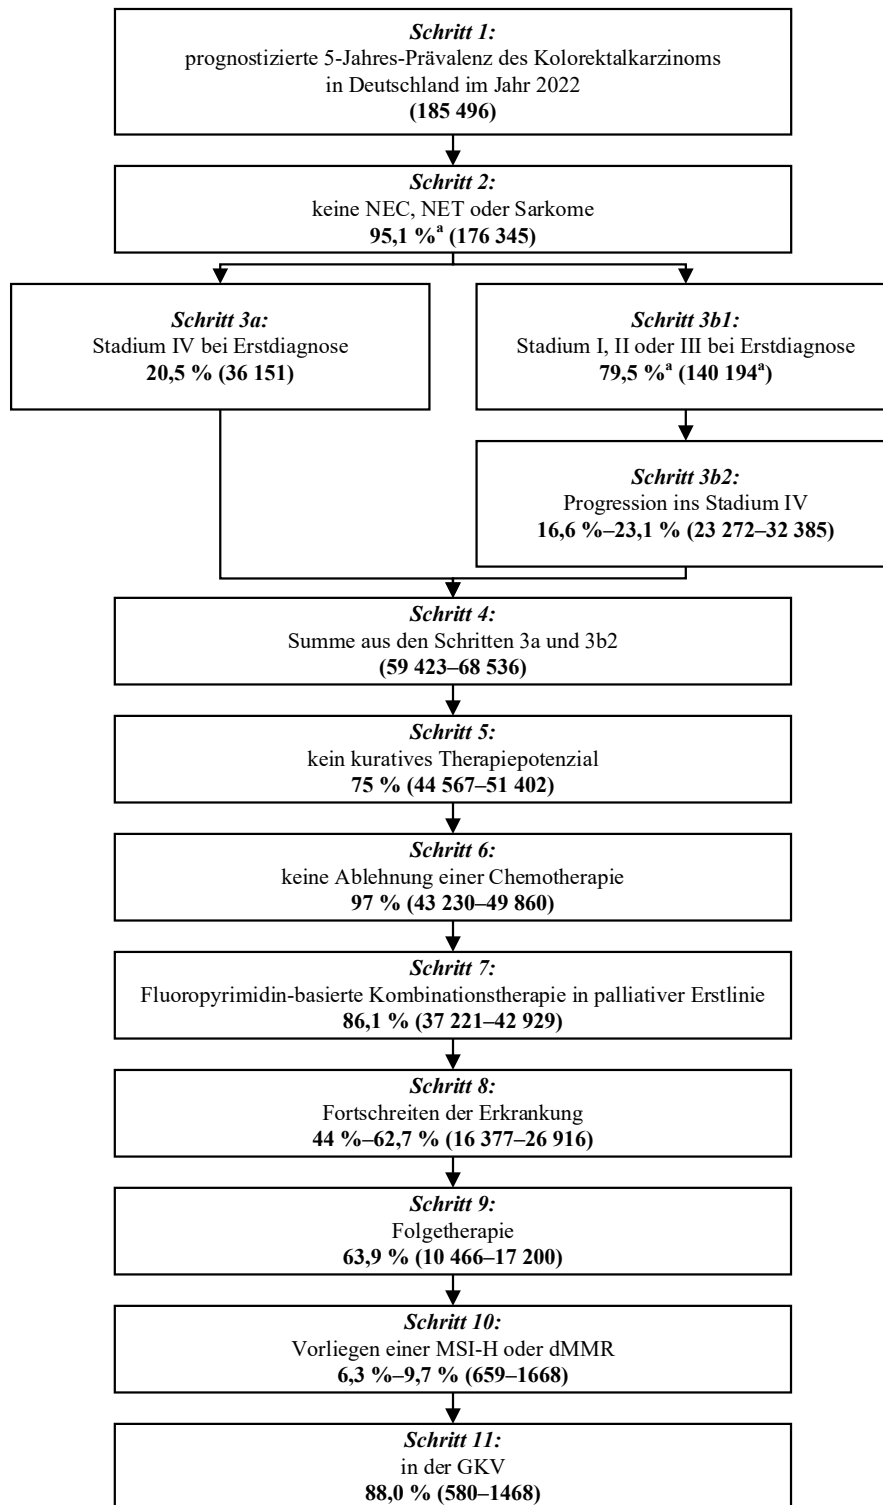 Schritt 1:
prognostizierte 5-Jahres-Prävalenz des Kolorektalkarzinoms
in Deutschland im Jahr 2022
(185 496)
Schritt 2:
keine NEC, NET oder Sarkome
95,1 %ᵃ (176 345)
Schritt 3a:
Stadium IV bei Erstdiagnose
20,5 % (36 151)
Schritt 3b1:
Stadium I, II oder III bei Erstdiagnose
79,5 %ᵃ (140 194ᵃ)
Schritt 3b2:
Progression ins Stadium IV
16,6 %–23,1 % (23 272–32 385)
Schritt 4:
Summe aus den Schritten 3a und 3b2
(59 423–68 536)
Schritt 5:
kein kuratives Therapiepotenzial
75 % (44 567–51 402)
Schritt 6:
keine Ablehnung einer Chemotherapie
97 % (43 230–49 860)
Schritt 7:
Fluoropyrimidin-basierte Kombinationstherapie in palliativer Erstlinie
86,1 % (37 221–42 929)
Schritt 8:
Fortschreiten der Erkrankung
44 %–62,7 % (16 377–26 916)
Schritt 9:
Folgetherapie
63,9 % (10 466–17 200)
Schritt 10:
Vorliegen einer MSI-H oder dMMR
6,3 %–9,7 % (659–1668)
Schritt 11:
in der GKV
88,0 % (580–1468)